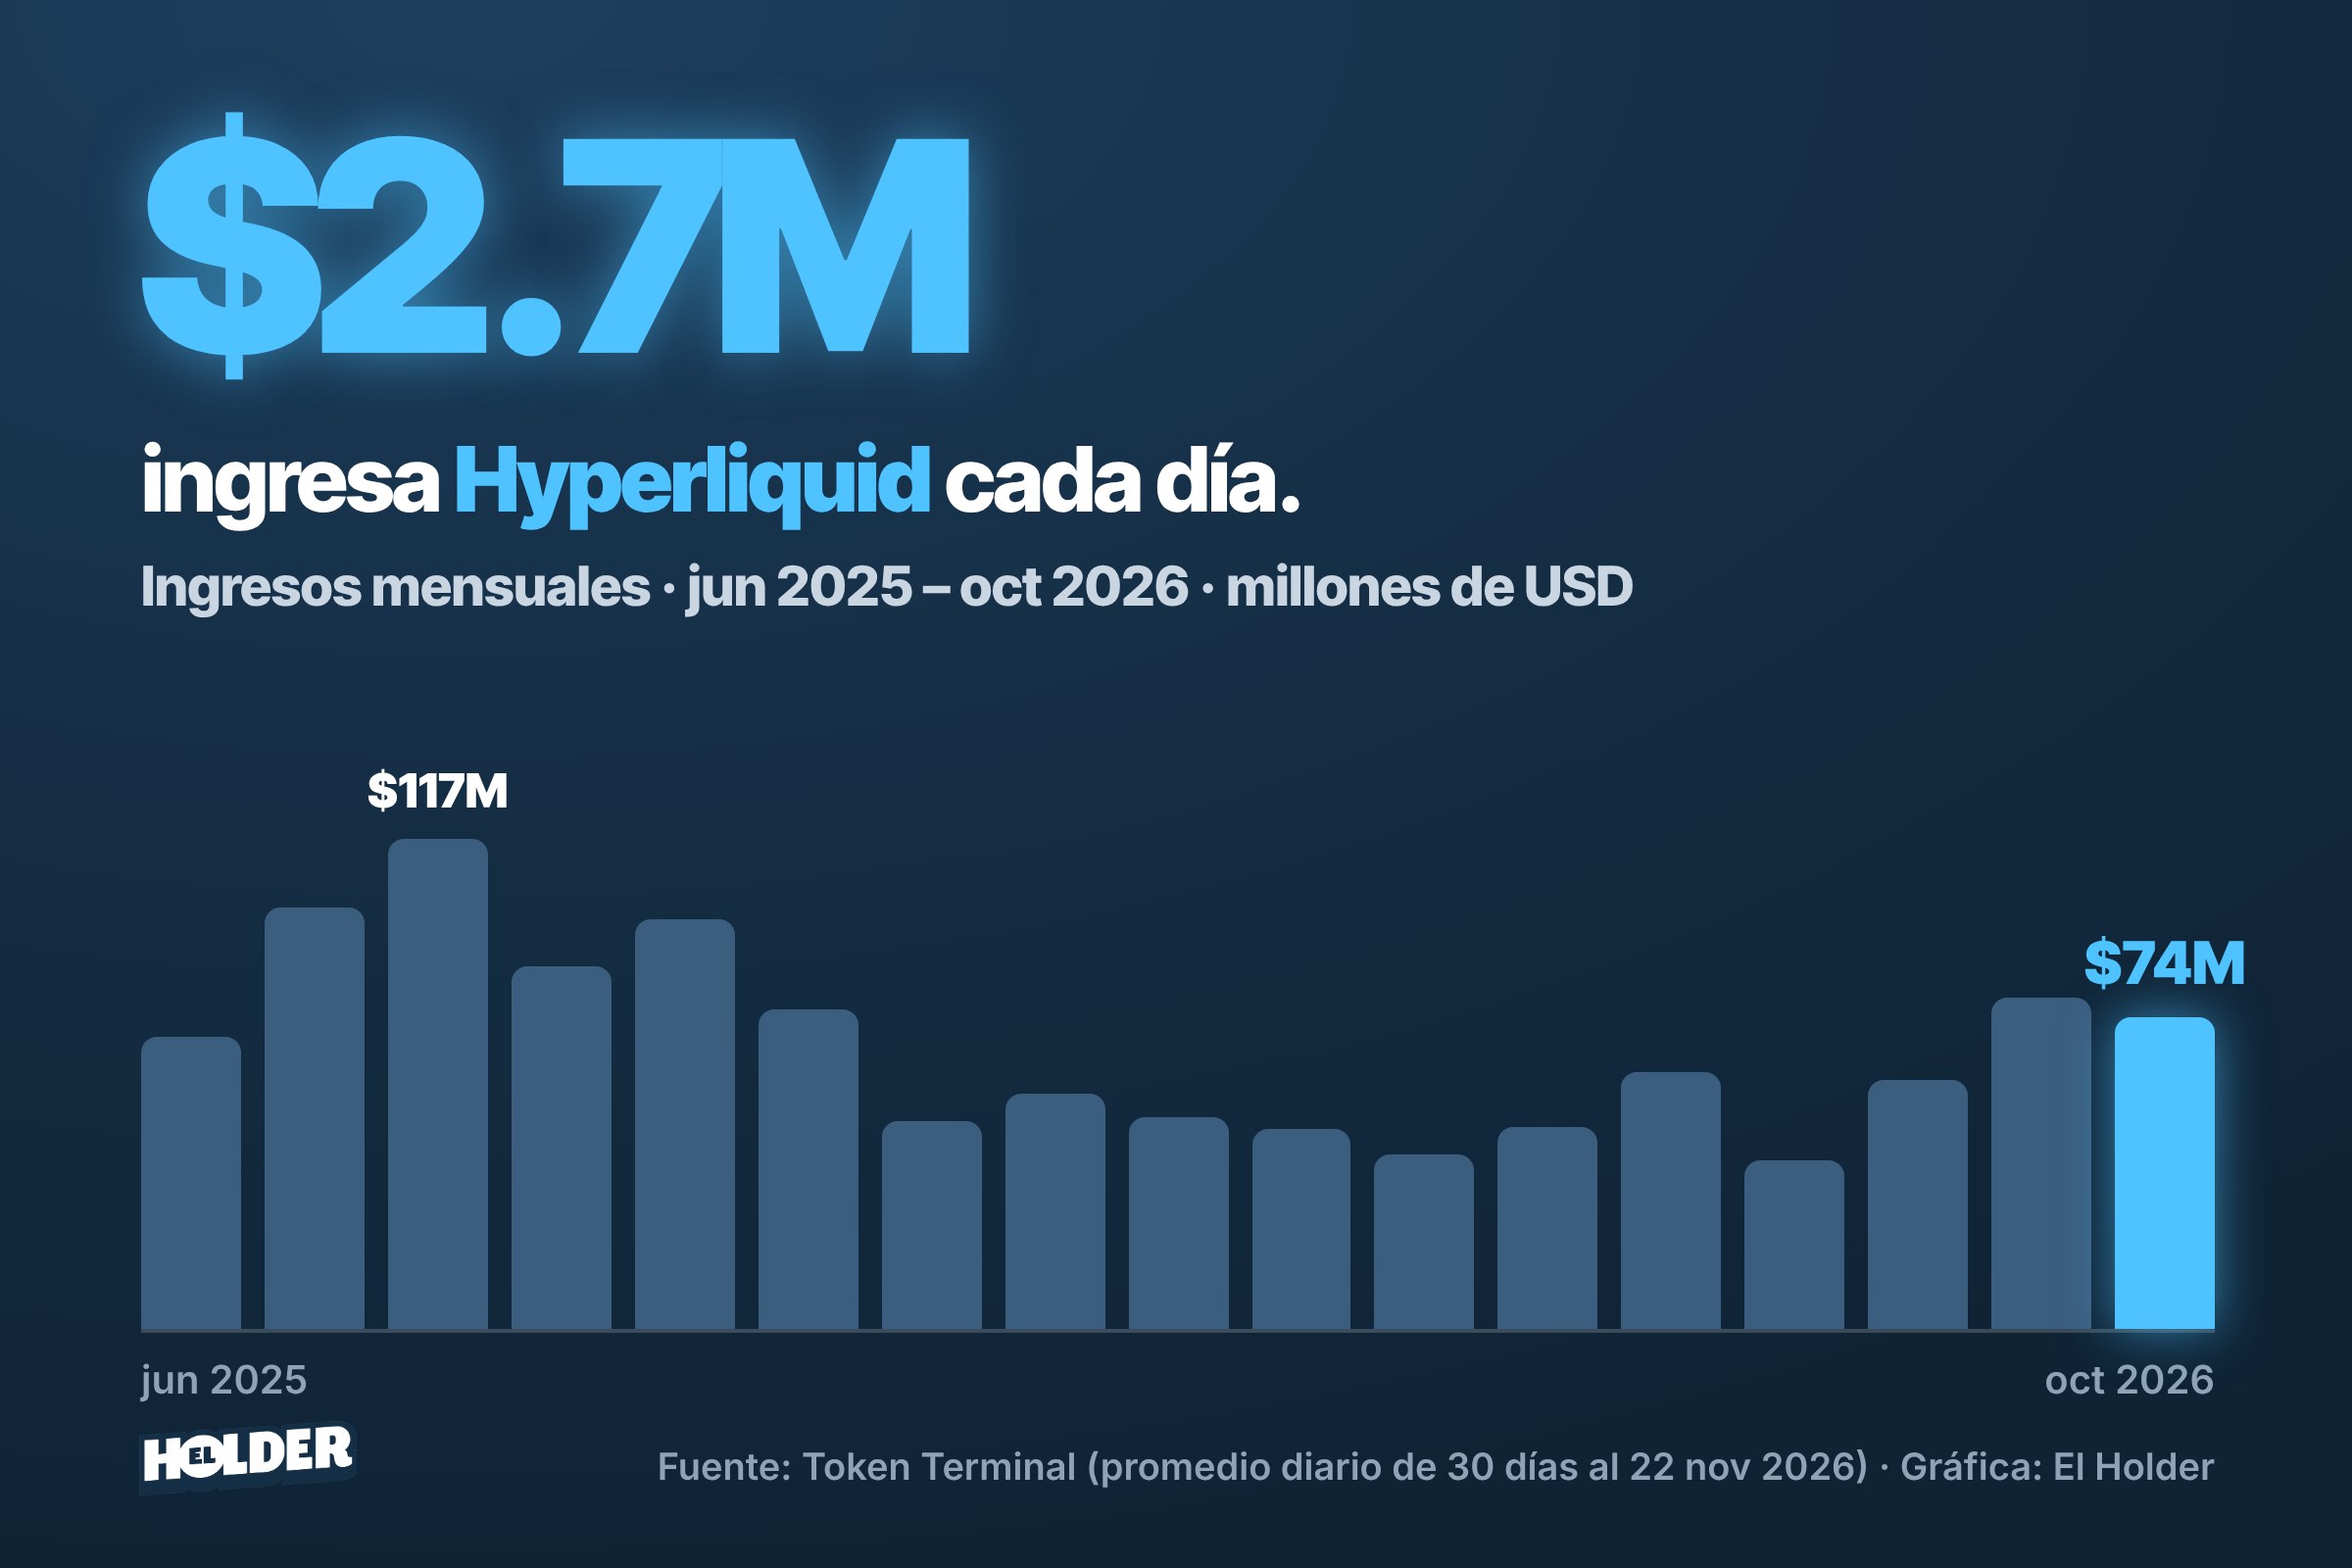 $2.7M
ingresa Hyperliquid cada día.
Ingresos mensuales · jun 2025 – oct 2026 · millones de USD
$117M
$74M
jun 2025
oct 2026
EL HOLDER
Fuente: Token Terminal (promedio diario de 30 días al 22 nov 2026) · Gráfica: El Holder